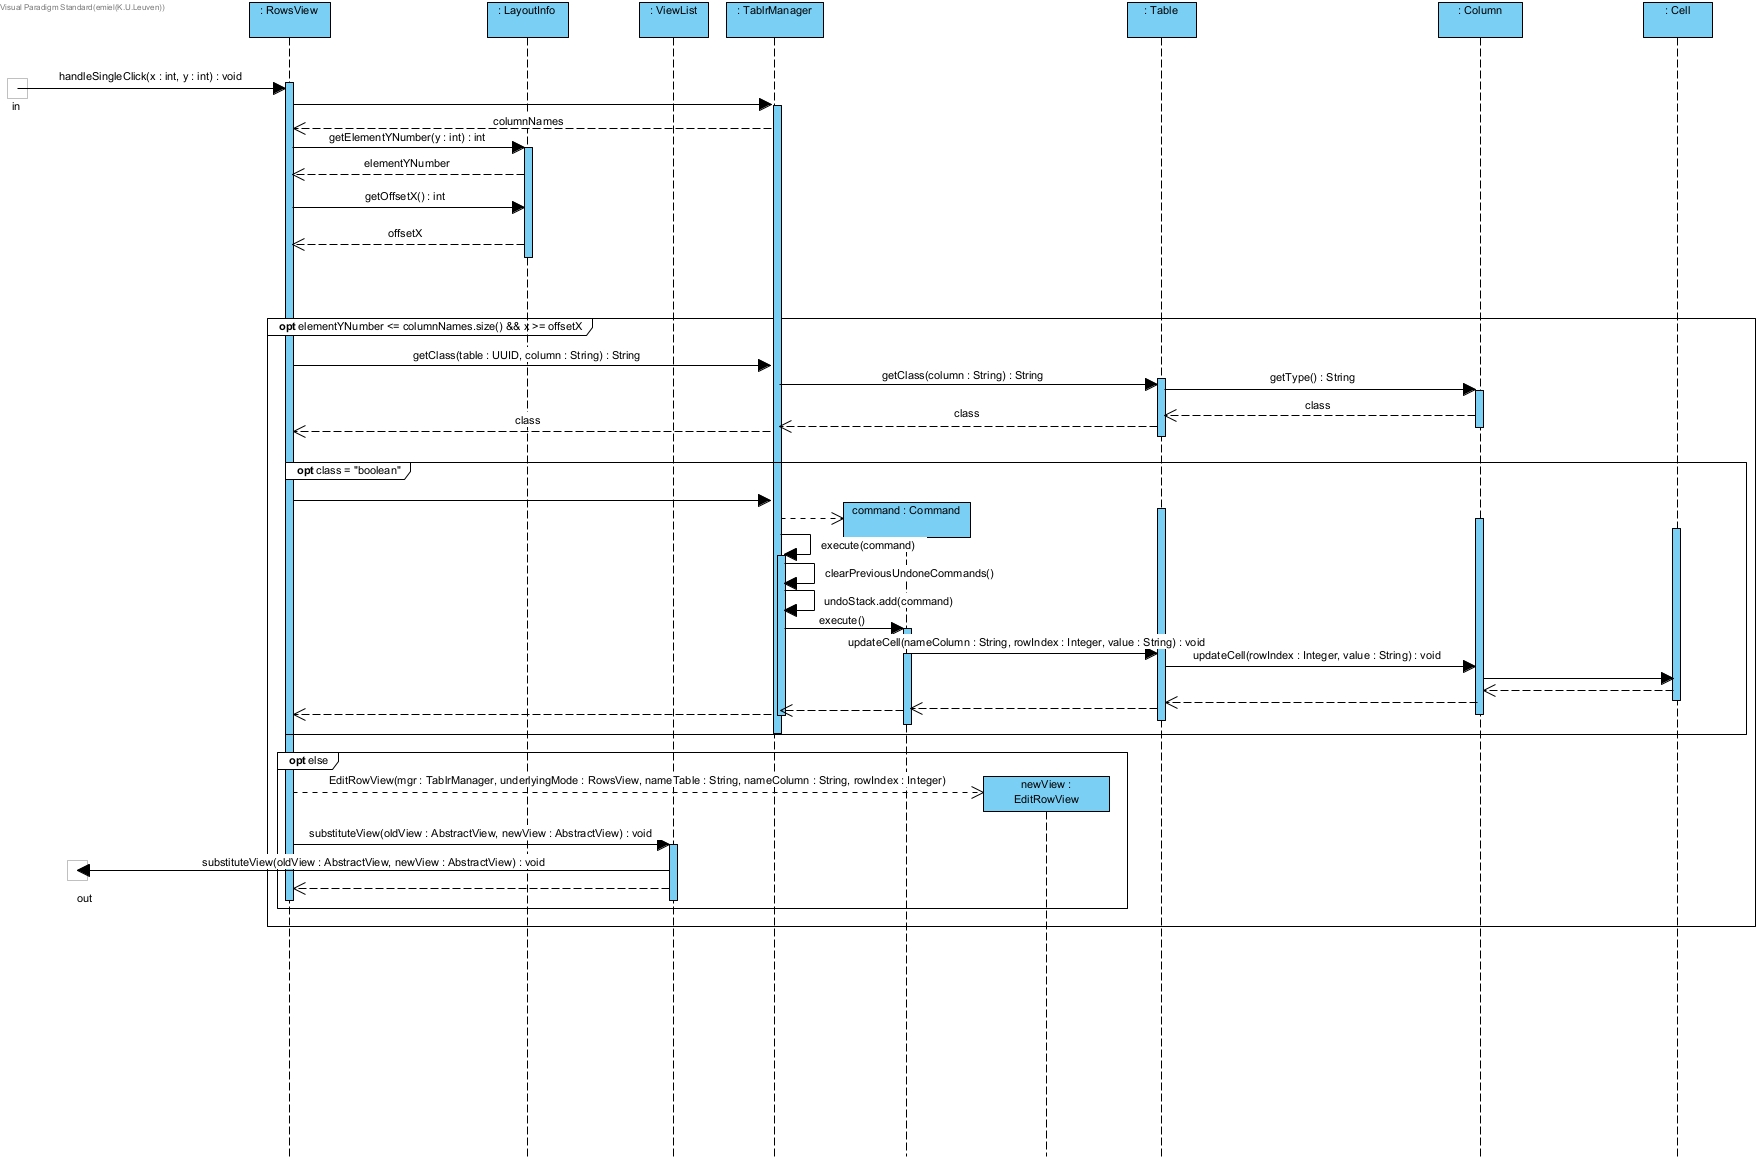 Visual Paradigm Standard(emiel(K.U.Leuven))
: RowsView
: LayoutInfo
: ViewList
: TablrManager
: Table
: Column
: Cell
handleSingleClick(x : int, y : int) : void
in
columnNames
getElementYNumber(y : int) : int
elementYNumber
getOffsetX() : int
offsetX
opt elementYNumber <= columnNames.size() && x >= offsetX
getClass(table : UUID, column : String) : String
getClass(column : String) : String
getType() : String
class
class
class
opt class = "boolean"
command : Command
execute(command)
clearPreviousUndoneCommands()
undoStack.add(command)
execute()
updateCell(nameColumn : String, rowIndex : Integer, value : String) : void
updateCell(rowIndex : Integer, value : String) : void
opt else
EditRowView(mgr : TablrManager, underlyingMode : RowsView, nameTable : String, nameColumn : String, rowIndex : Integer)
newView :
EditRowView
substituteView(oldView : AbstractView, newView : AbstractView) : void
substituteView(oldView : AbstractView, newView : AbstractView) : void
out